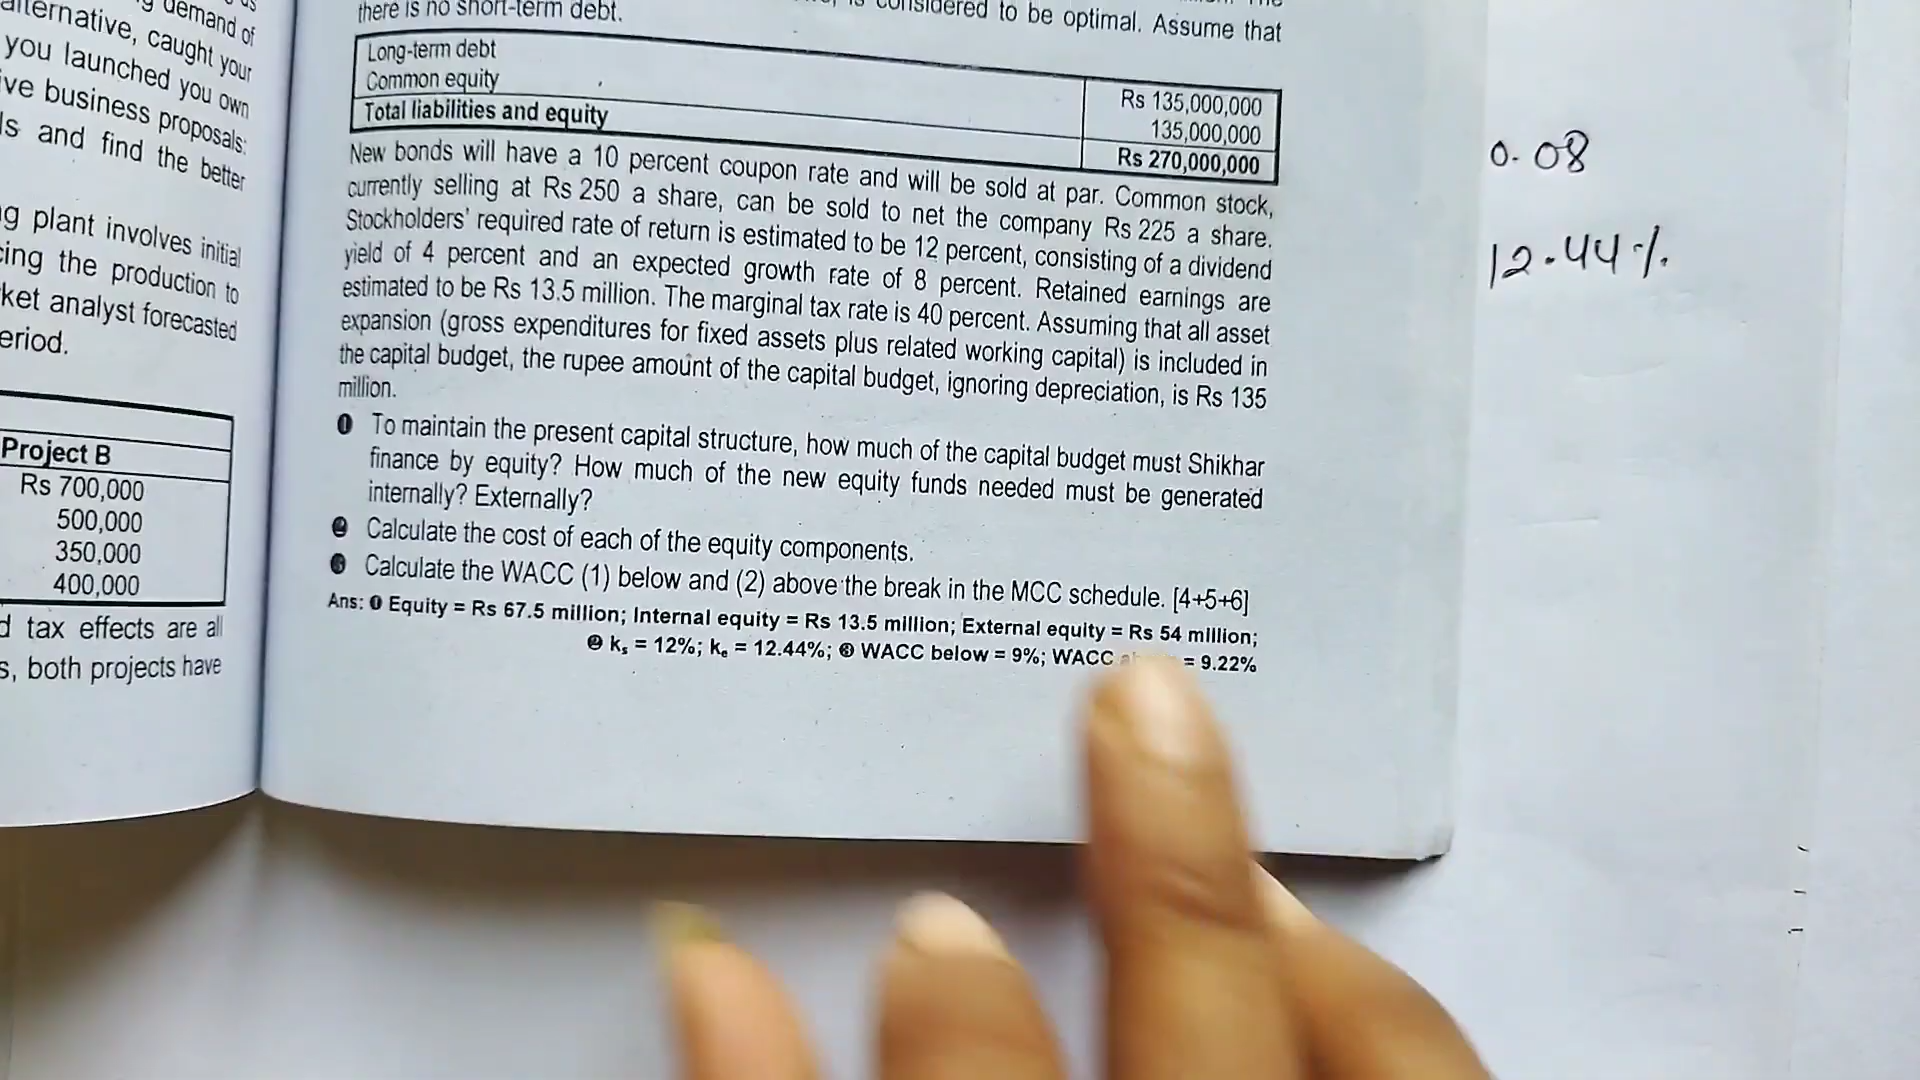 demand of
alternative, caught your
you launched you own
ive business proposals:
ls and find the better
ng plant involves initial
cing the production to
ket analyst forecasted
eriod.
Project B
Rs 700,000
500,000
350,000
400,000
d tax effects are all
s, both projects have
considered to be optimal. Assume that
there is no short-term debt.
Long-term debt Rs 135,000,000
Common equity 135,000,000
Total liabilities and equity Rs 270,000,000
New bonds will have a 10 percent coupon rate and will be sold at par. Common stock,
currently selling at Rs 250 a share, can be sold to net the company Rs 225 a share.
Stockholders' required rate of return is estimated to be 12 percent, consisting of a dividend
yield of 4 percent and an expected growth rate of 8 percent. Retained earnings are
estimated to be Rs 13.5 million. The marginal tax rate is 40 percent. Assuming that all asset
expansion (gross expenditures for fixed assets plus related working capital) is included in
the capital budget, the rupee amount of the capital budget, ignoring depreciation, is Rs 135
million.
❶ To maintain the present capital structure, how much of the capital budget must Shikhar
finance by equity? How much of the new equity funds needed must be generated
internally? Externally?
❷ Calculate the cost of each of the equity components.
❸ Calculate the WACC (1) below and (2) above the break in the MCC schedule. [4+5+6]
Ans: ❶ Equity = Rs 67.5 million; Internal equity = Rs 13.5 million; External equity = Rs 54 million;
❷ ks = 12%; ke = 12.44%; ❸ WACC below = 9%; WACC = 9.22%
0.08
12.44%